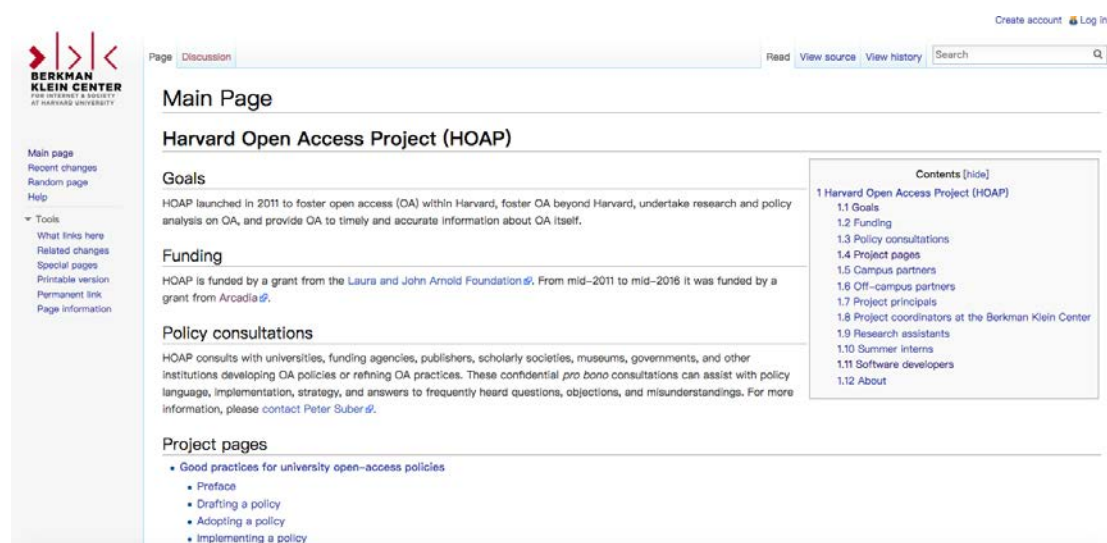 Create account Log in
BERKMAN
KLEIN CENTER
FOR INTERNET & SOCIETY
AT HARVARD UNIVERSITY
Page Discussion
Read View source View history Search
Main page
Recent changes
Random page
Help
Tools
What links here
Related changes
Special pages
Printable version
Permanent link
Page information
Main Page
Harvard Open Access Project (HOAP)
Goals
HOAP launched in 2011 to foster open access (OA) within Harvard, foster OA beyond Harvard, undertake research and policy
analysis on OA, and provide OA to timely and accurate information about OA itself.
Funding
HOAP is funded by a grant from the Laura and John Arnold Foundation. From mid-2011 to mid-2016 it was funded by a
grant from Arcadia.
Policy consultations
HOAP consults with universities, funding agencies, publishers, scholarly societies, museums, governments, and other
institutions developing OA policies or refining OA practices. These confidential pro bono consultations can assist with policy
language, implementation, strategy, and answers to frequently heard questions, objections, and misunderstandings. For more
information, please contact Peter Suber.
Project pages
• Good practices for university open-access policies
• Preface
• Drafting a policy
• Adopting a policy
• Implementing a policy
Contents [hide]
1 Harvard Open Access Project (HOAP)
1.1 Goals
1.2 Funding
1.3 Policy consultations
1.4 Project pages
1.5 Campus partners
1.6 Off-campus partners
1.7 Project principals
1.8 Project coordinators at the Berkman Klein Center
1.9 Research assistants
1.10 Summer interns
1.11 Software developers
1.12 About